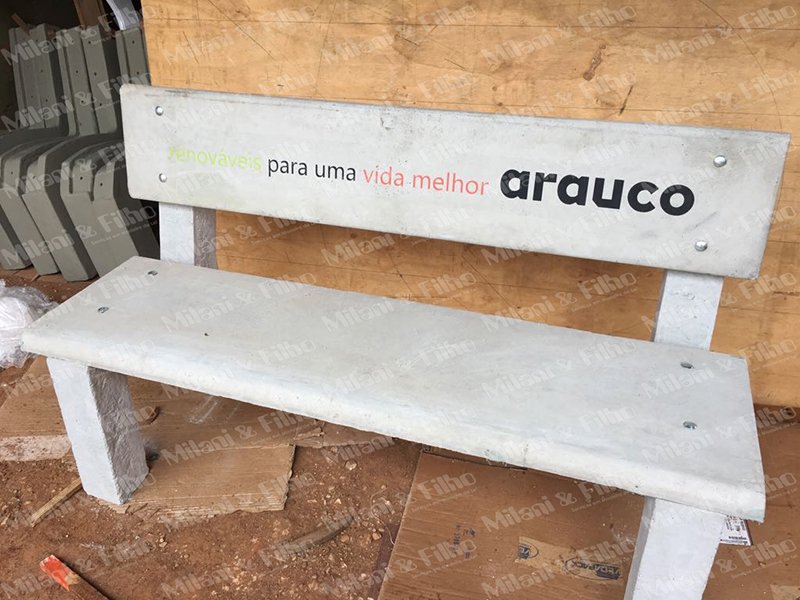 renováveis para uma vida melhor arauco
Milani & Filho